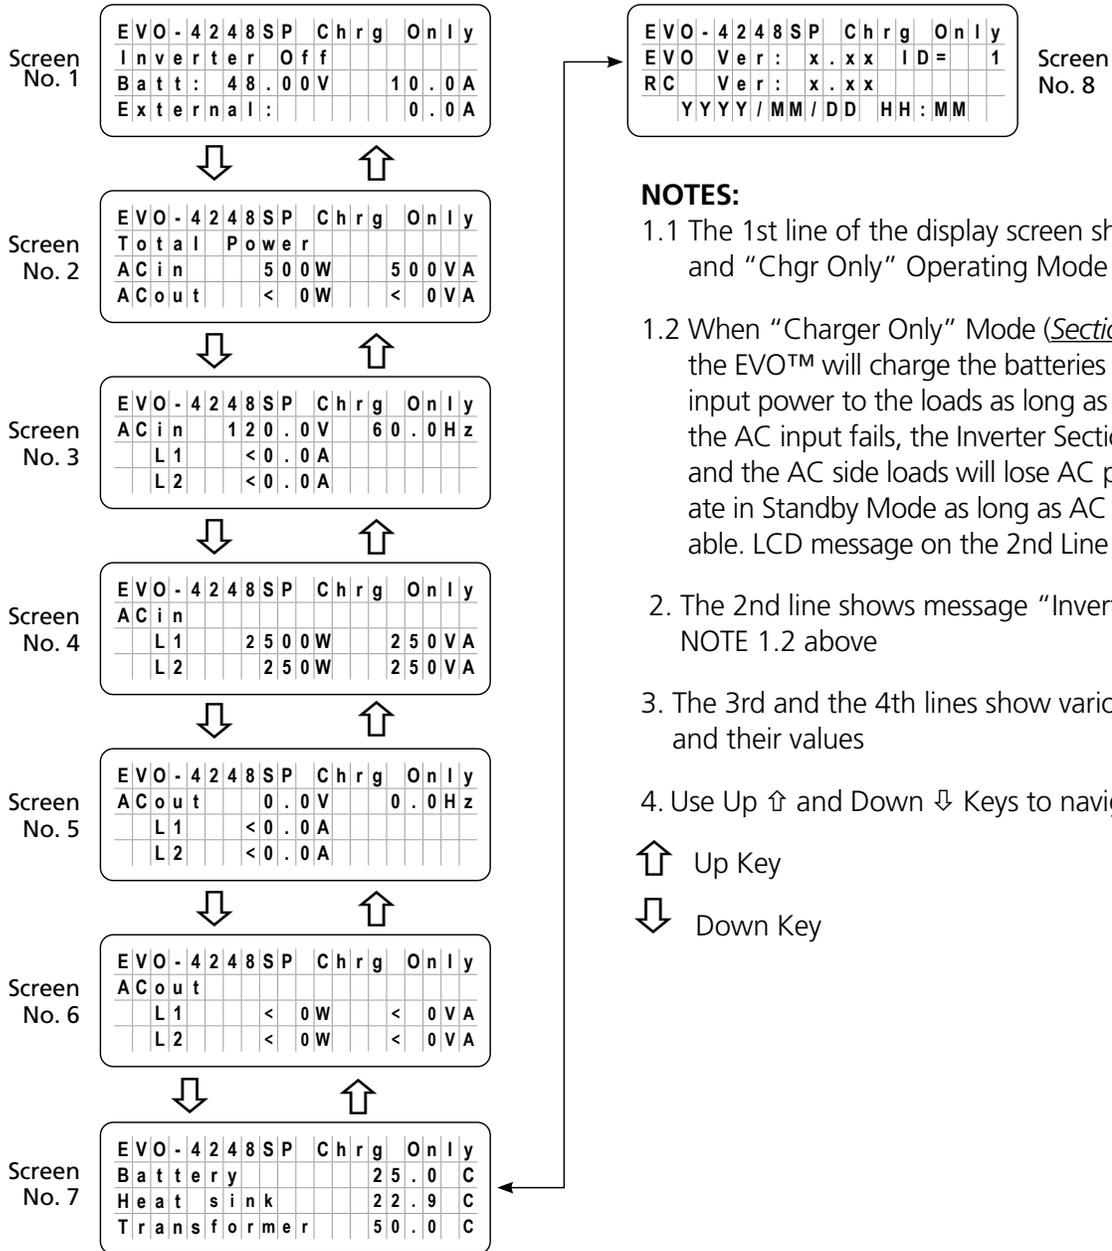 Screen No. 1
EVO-4248SP Chrg Only
Inverter Off
Batt: 48.00V 10.0A
External: 0.0A
Screen No. 2
EVO-4248SP Chrg Only
Total Power
ACin 500W 500VA
ACout < 0W < 0VA
Screen No. 3
EVO-4248SP Chrg Only
ACin 120.0V 60.0Hz
L1 <0.0A
L2 <0.0A
Screen No. 4
EVO-4248SP Chrg Only
ACin
L1 2500W 250VA
L2 250W 250VA
Screen No. 5
EVO-4248SP Chrg Only
ACout 0.0V 0.0Hz
L1 <0.0A
L2 <0.0A
Screen No. 6
EVO-4248SP Chrg Only
ACout
L1 < 0W < 0VA
L2 < 0W < 0VA
Screen No. 7
EVO-4248SP Chrg Only
Battery 25.0 C
Heat sink 22.9 C
Transformer 50.0 C
EVO-4248SP Chrg Only
EVO Ver: x.xx ID= 1
RC Ver: x.xx
YYYY/MM/DD HH:MM
Screen No. 8
NOTES:
1.1 The 1st line of the display screen
and “Chgr Only” Operating Mode
1.2 When “Charger Only” Mode (
the EVO™ will charge the batteries
input power to the loads as long as
the AC input fails, the Inverter
and the AC side loads will lose AC
ate in Standby Mode as long as AC
able. LCD message on the 2nd Line
2. The 2nd line shows message
NOTE 1.2 above
3. The 3rd and the 4th lines show
and their values
4. Use Up ⇧ and Down ⇩ Keys to
⇧ Up Key
⇩ Down Key